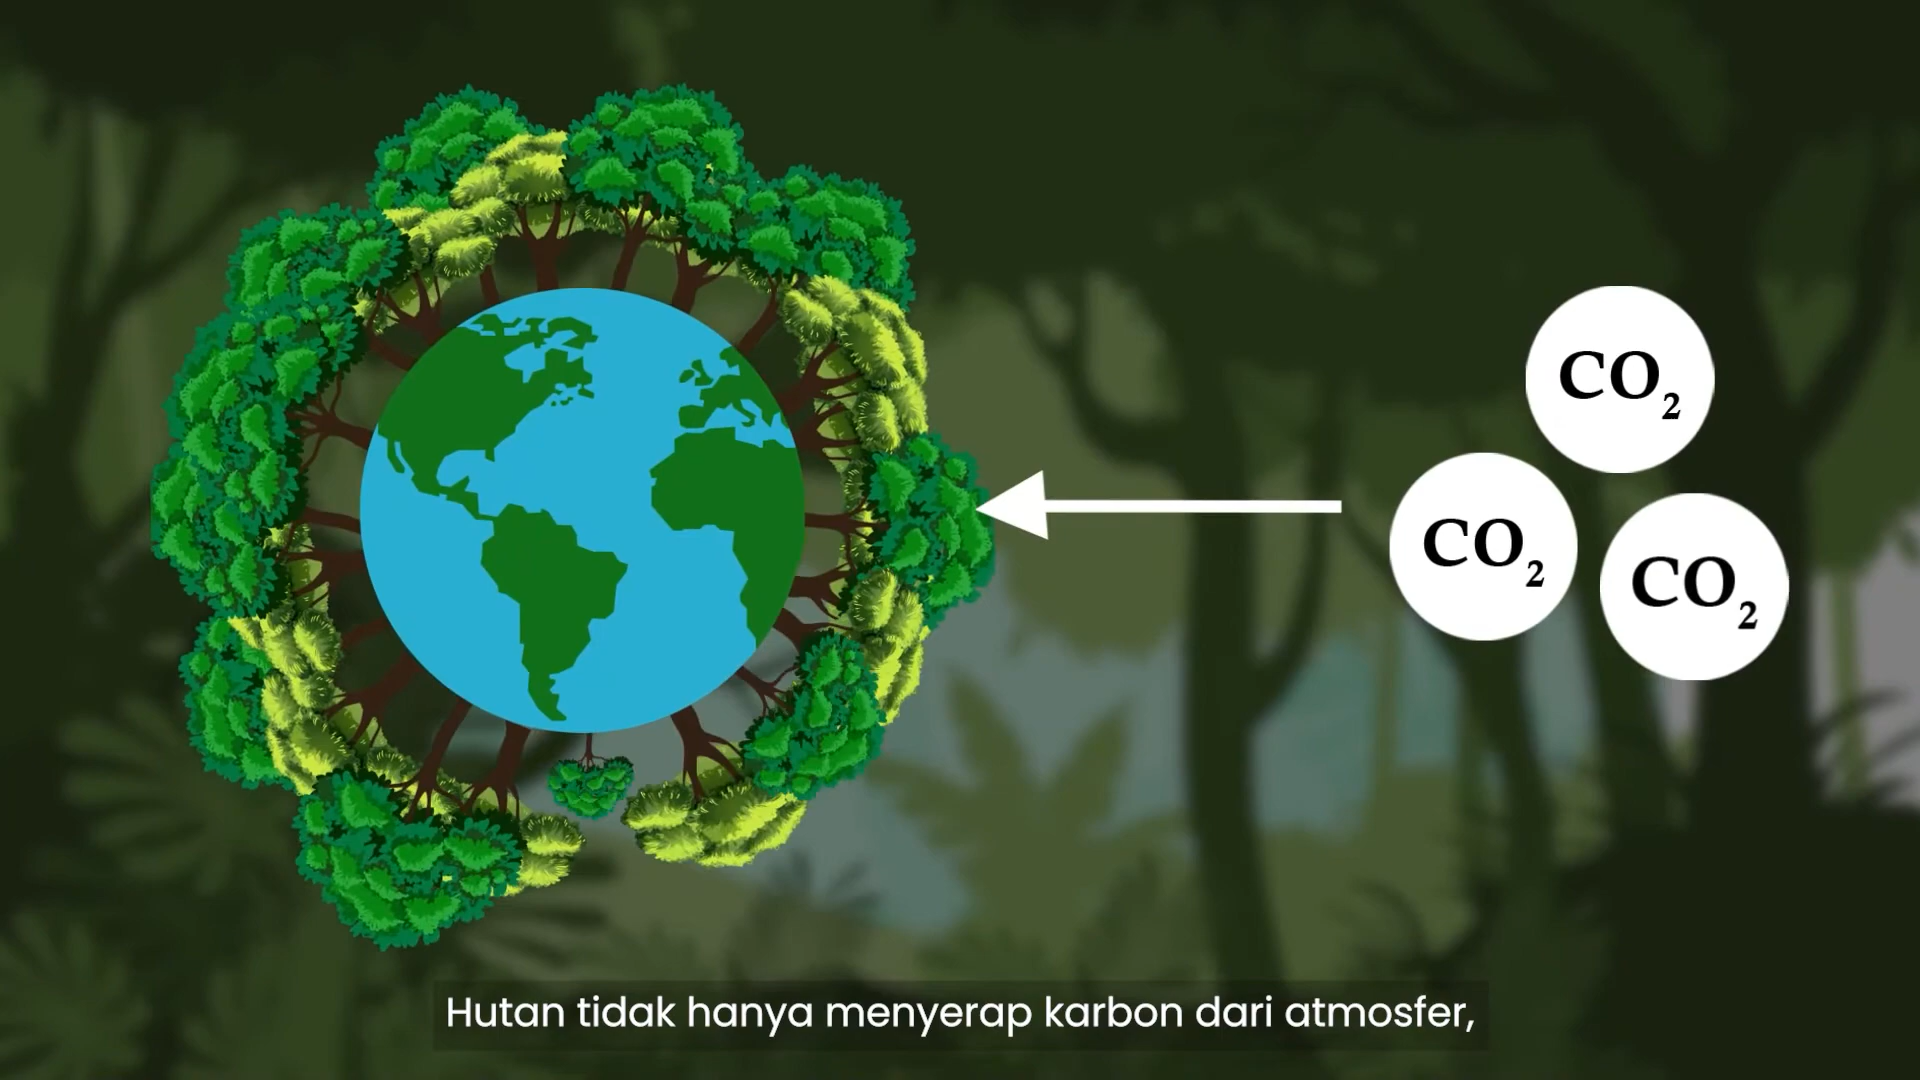 CO₂
CO₂
CO₂
Hutan tidak hanya menyerap karbon dari atmosfer,